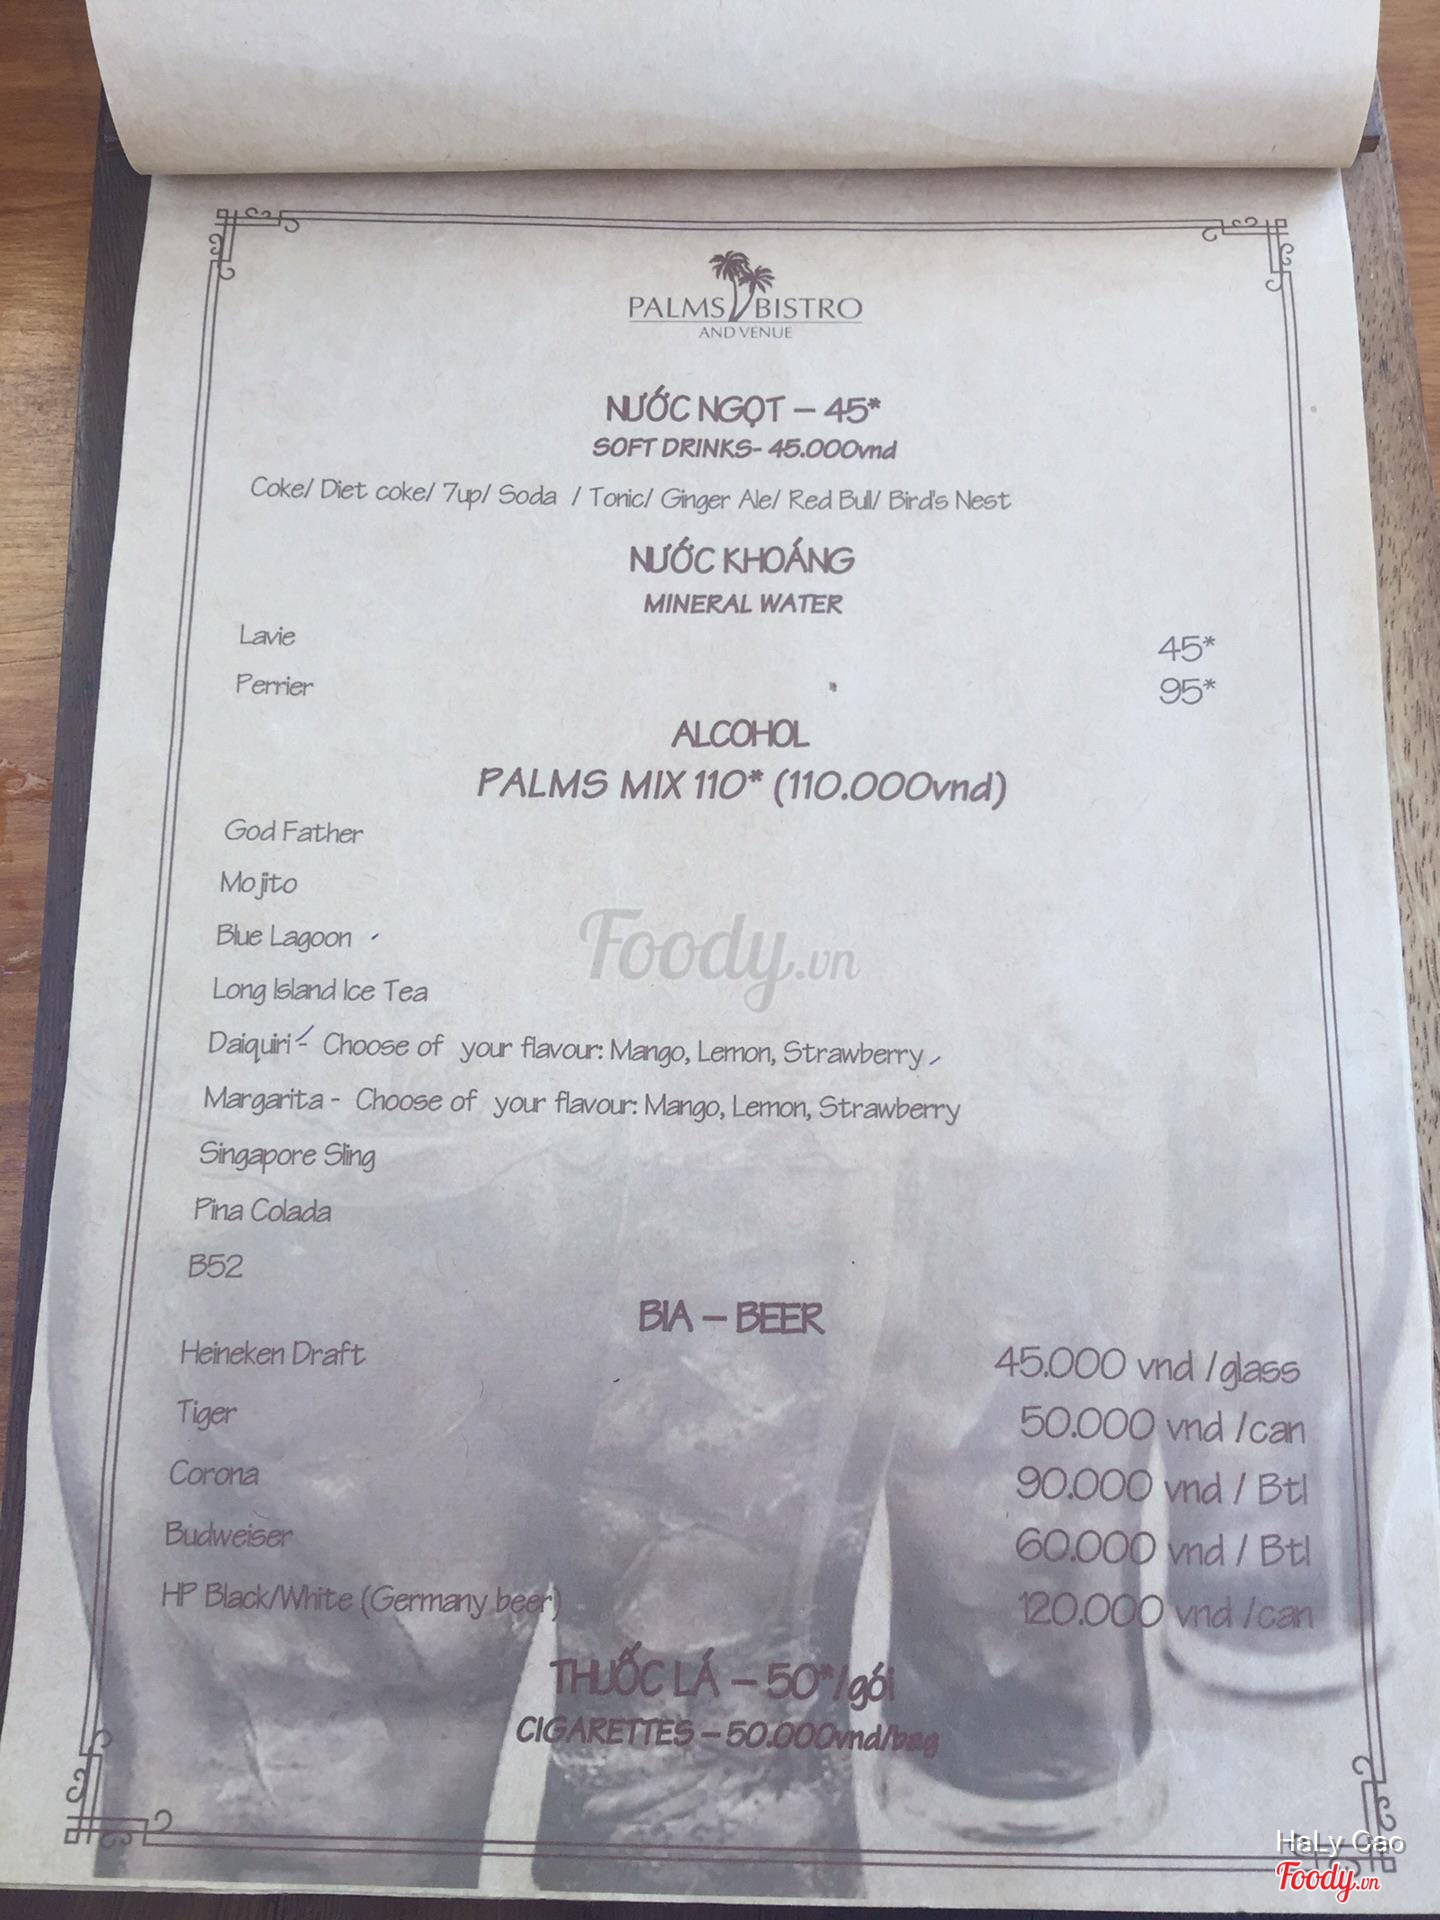 PALMS BISTRO
AND VENUE
NƯỚC NGỌT – 45*
SOFT DRINKS- 45.000vnd
Coke/ Diet coke/ 7up/ Soda / Tonic/ Ginger Ale/ Red Bull/ Bird's Nest
NƯỚC KHOÁNG
MINERAL WATER
Lavie 45*
Perrier 95*
ALCOHOL
PALMS MIX 110* (110.000vnd)
God Father
Mojito
Blue Lagoon
Foody.vn
Long Island Ice Tea
Daiquiri - Choose of your flavour: Mango, Lemon, Strawberry
Margarita - Choose of your flavour: Mango, Lemon, Strawberry
Singapore Sling
Pina Colada
B52
BIA – BEER
Heineken Draft 45.000 vnd /glass
Tiger 50.000 vnd /can
Corona 90.000 vnd / Btl
Budweiser 60.000 vnd / Btl
HP Black/White (Germany beer) 120.000 vnd /can
THUỐC LÁ – 50*/gói
CIGARETTES – 50.000vnd/bag
HaLy Cao
Foody.vn